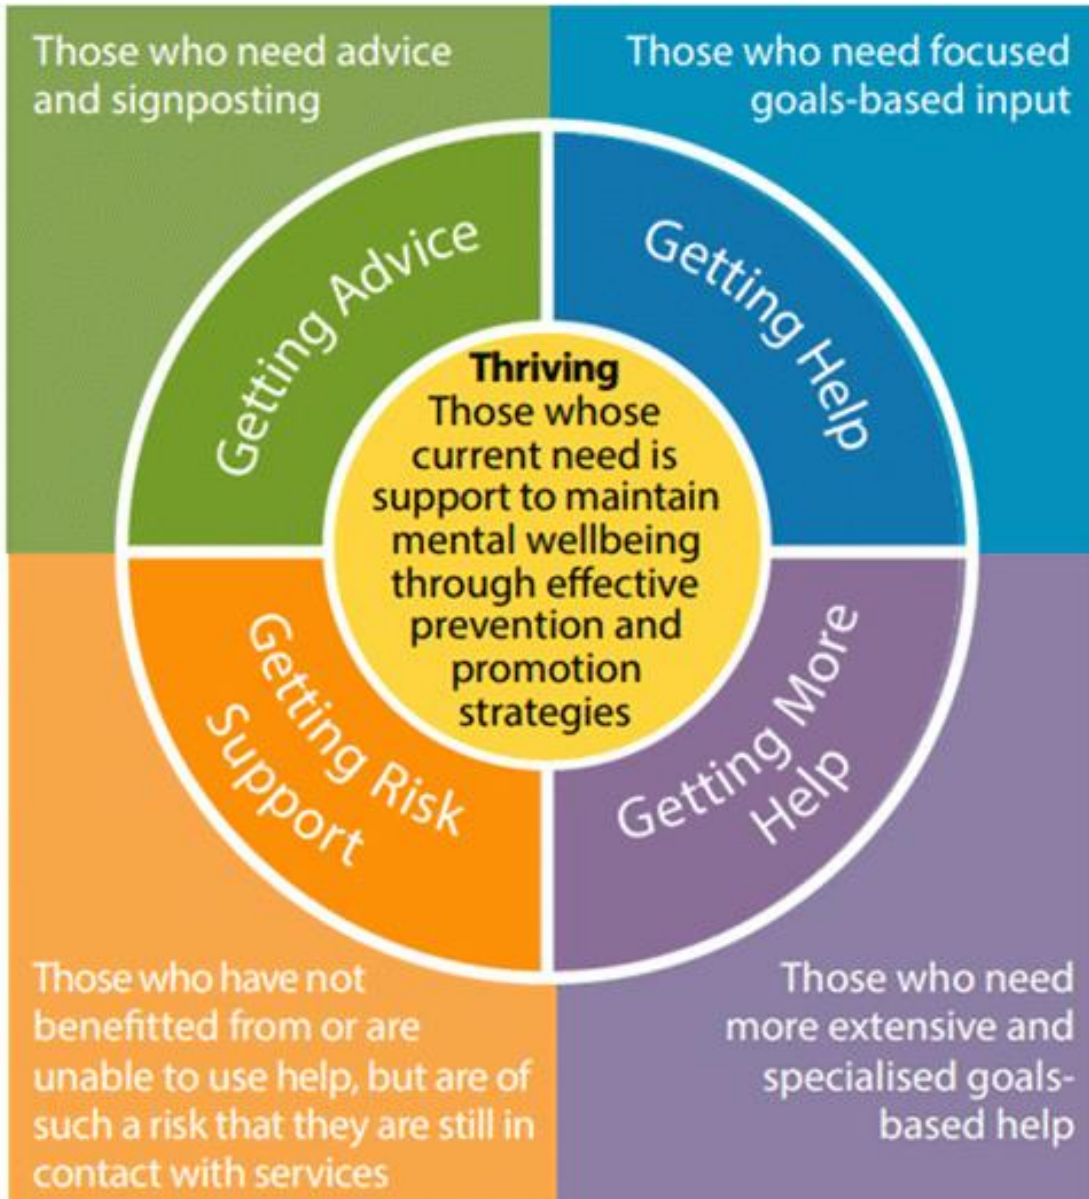 Those who need advice
and signposting
Those who need focused
goals-based input
Getting Advice
Getting Help
Thriving
Those whose
current need is
support to maintain
mental wellbeing
through effective
prevention and
promotion
strategies
Getting Risk
Support
Getting More
Help
Those who have not
benefitted from or are
unable to use help, but are of
such a risk that they are still in
contact with services
Those who need
more extensive and
specialised goals-
based help